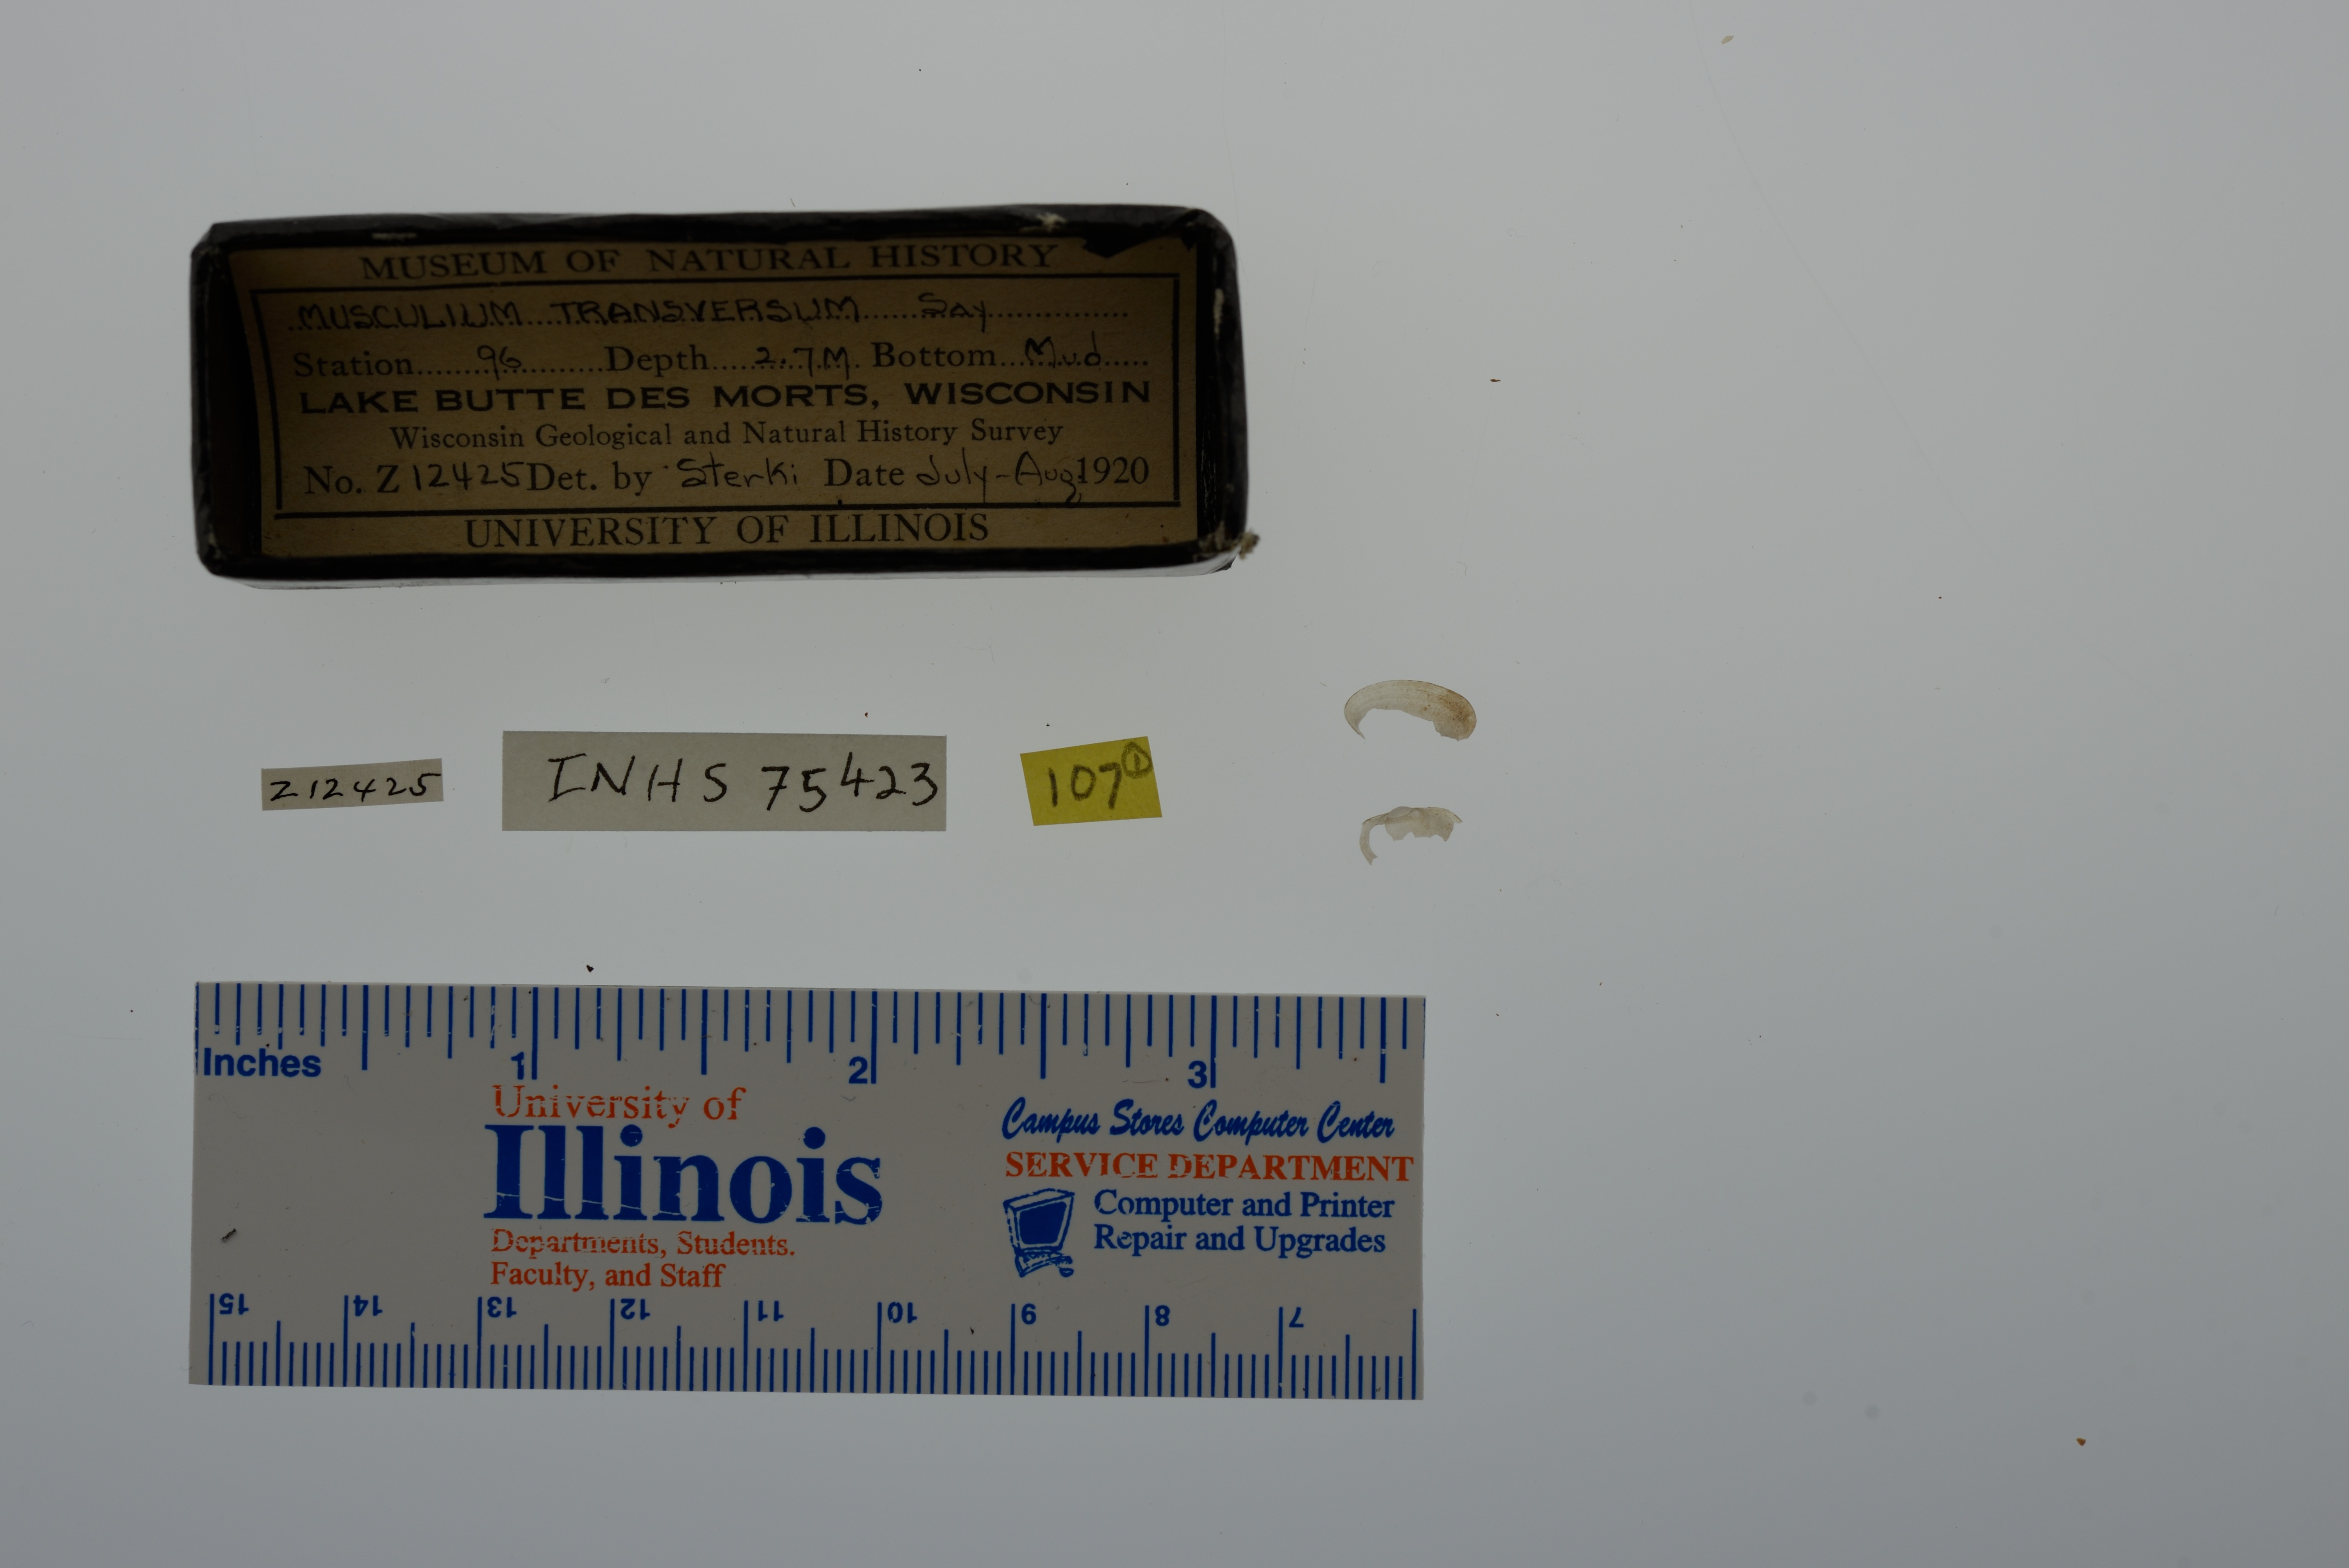 MUSEUM OF NATURAL HISTORY
MUSCULIUM TRANSVERSUM Say
Station 96 Depth 2.7M. Bottom Mud
LAKE BUTTE DES MORTS, WISCONSIN
Wisconsin Geological and Natural History Survey
No. Z 12425 Det. by Sterki Date July-Aug 1920
UNIVERSITY OF ILLINOIS
Z12425
INHS 75423
107 1
Inches 1 2 3
University of
Illinois
Departments, Students.
Faculty, and Staff
Campus Stores Computer Center
SERVICE DEPARTMENT
Computer and Printer
Repair and Upgrades
15 14 13 12 11 10 9 8 7